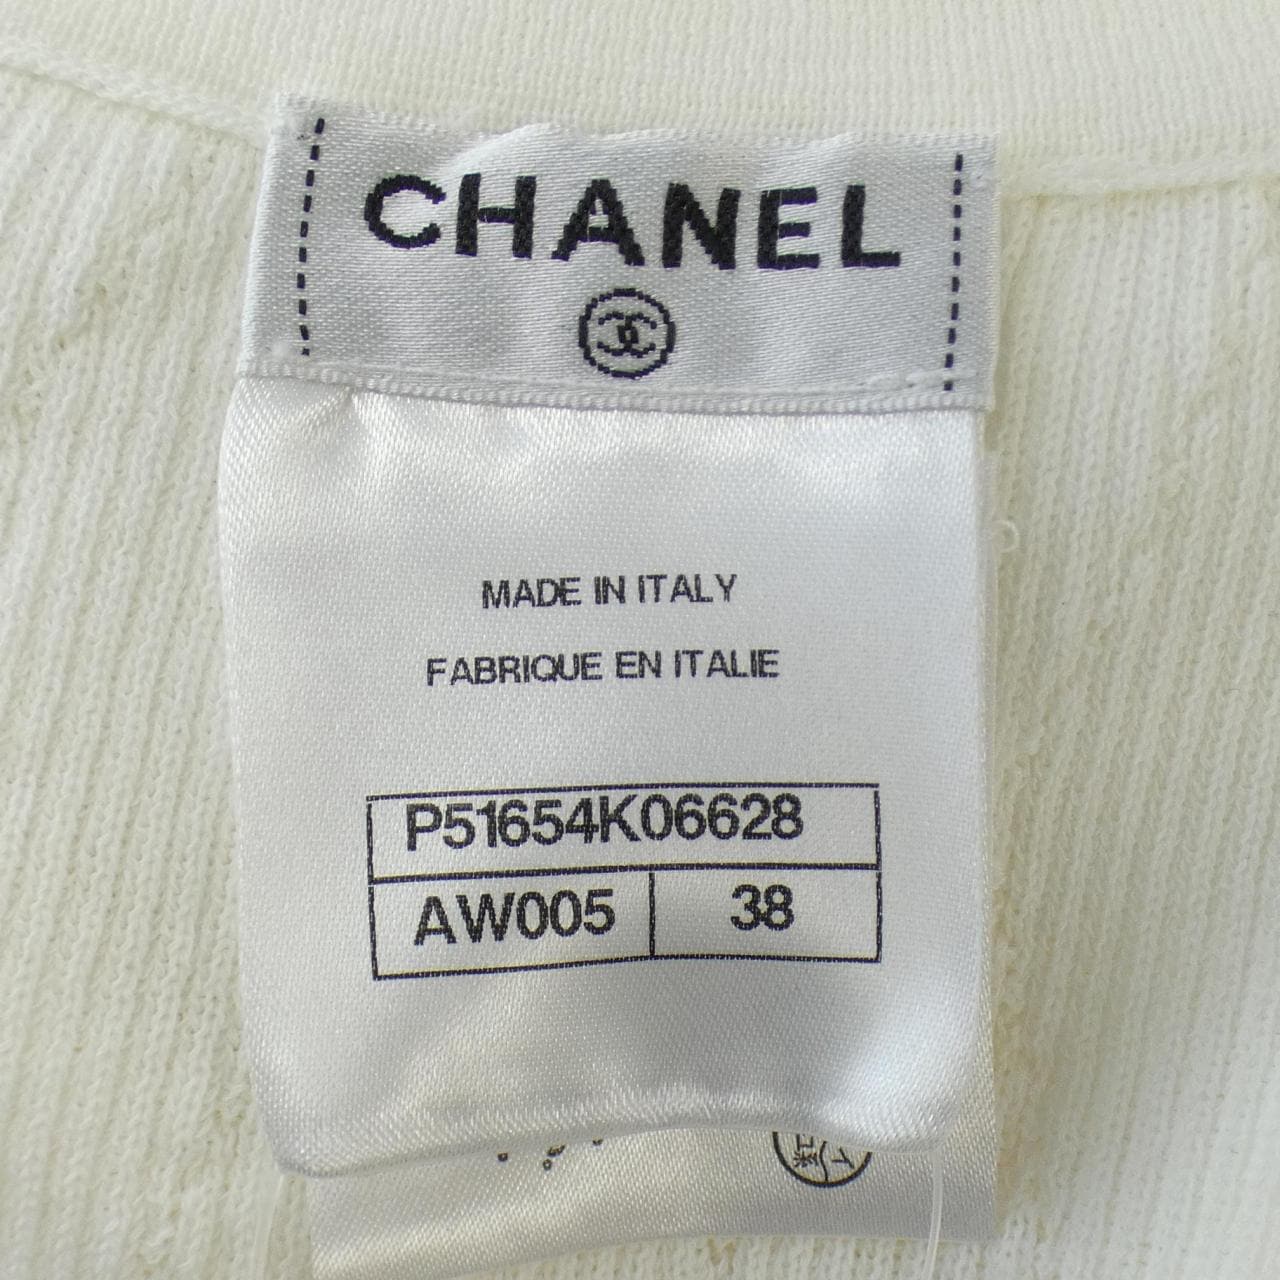 CHANEL
MADE IN ITALY
FABRIQUE EN ITALIE
P51654K06628
AW005 38